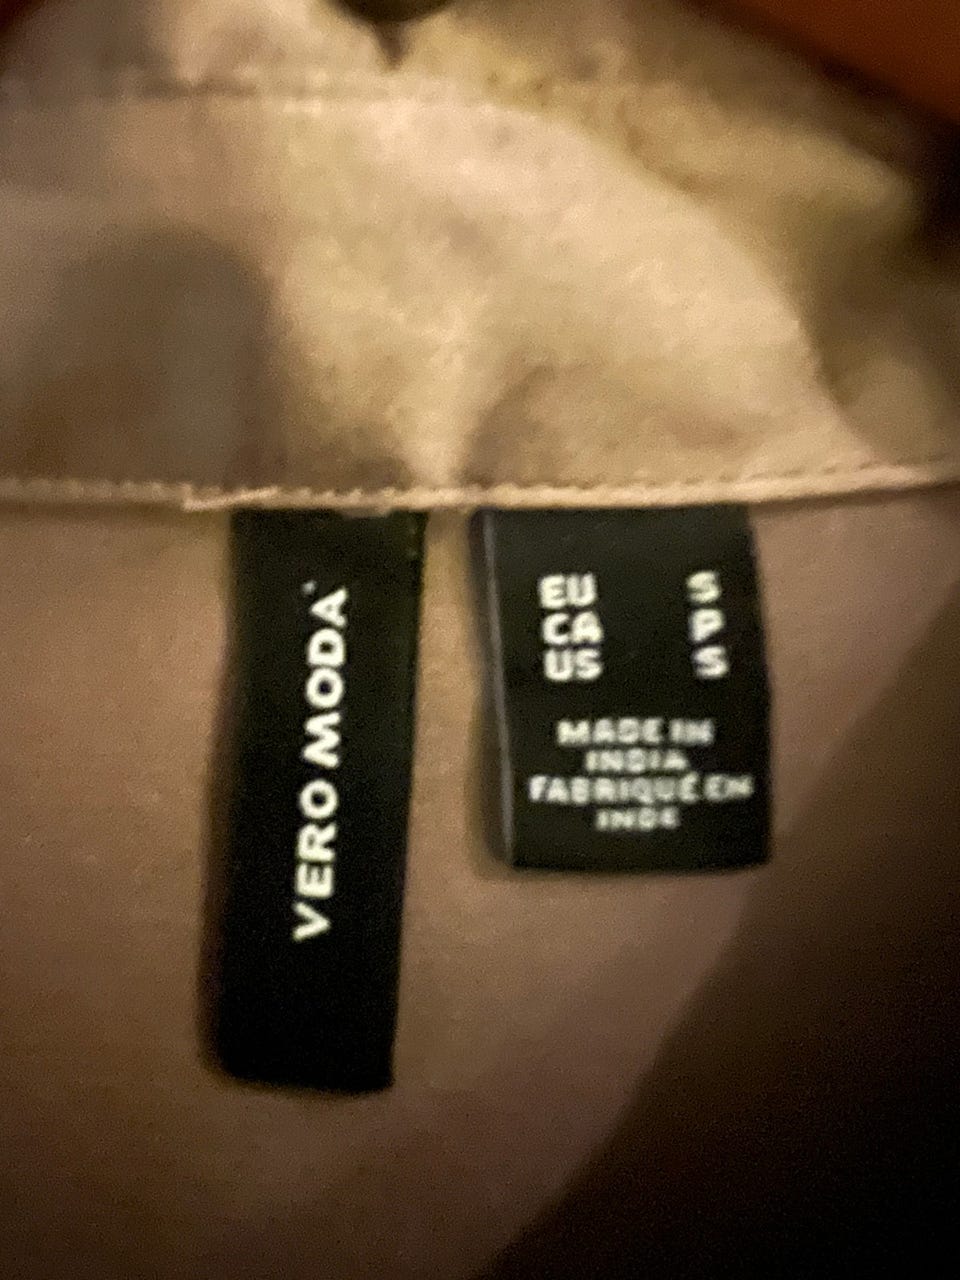 VERO MODA
EU S
CA P
US S
MADE IN
INDIA
FABRIQUÉ EN
INDE